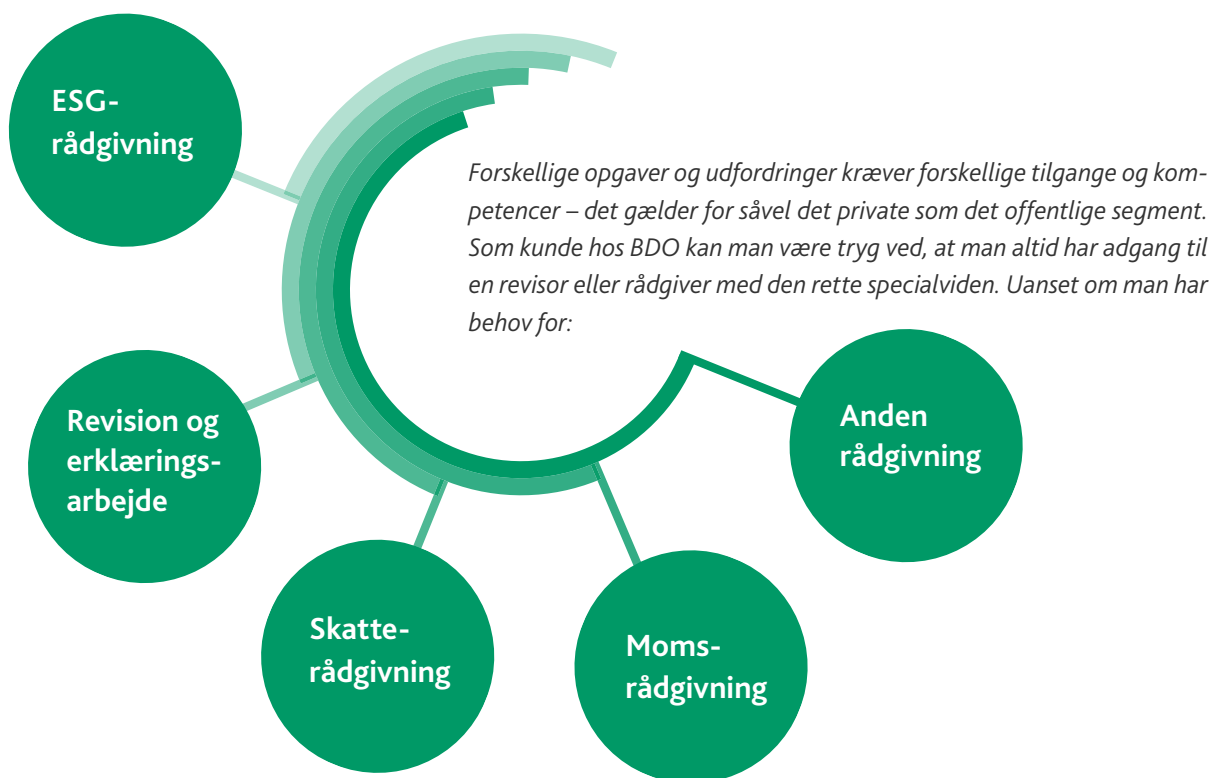 ESG-
rådgivning
Forskellige opgaver og udfordringer kræver forskellige tilgange og kom-
petencer – det gælder for såvel det private som det offentlige segment.
Som kunde hos BDO kan man være tryg ved, at man altid har adgang til
en revisor eller rådgiver med den rette specialviden. Uanset om man har
behov for:
Revision og
erklærings-
arbejde
Skatte-
rådgivning
Moms-
rådgivning
Anden
rådgivning